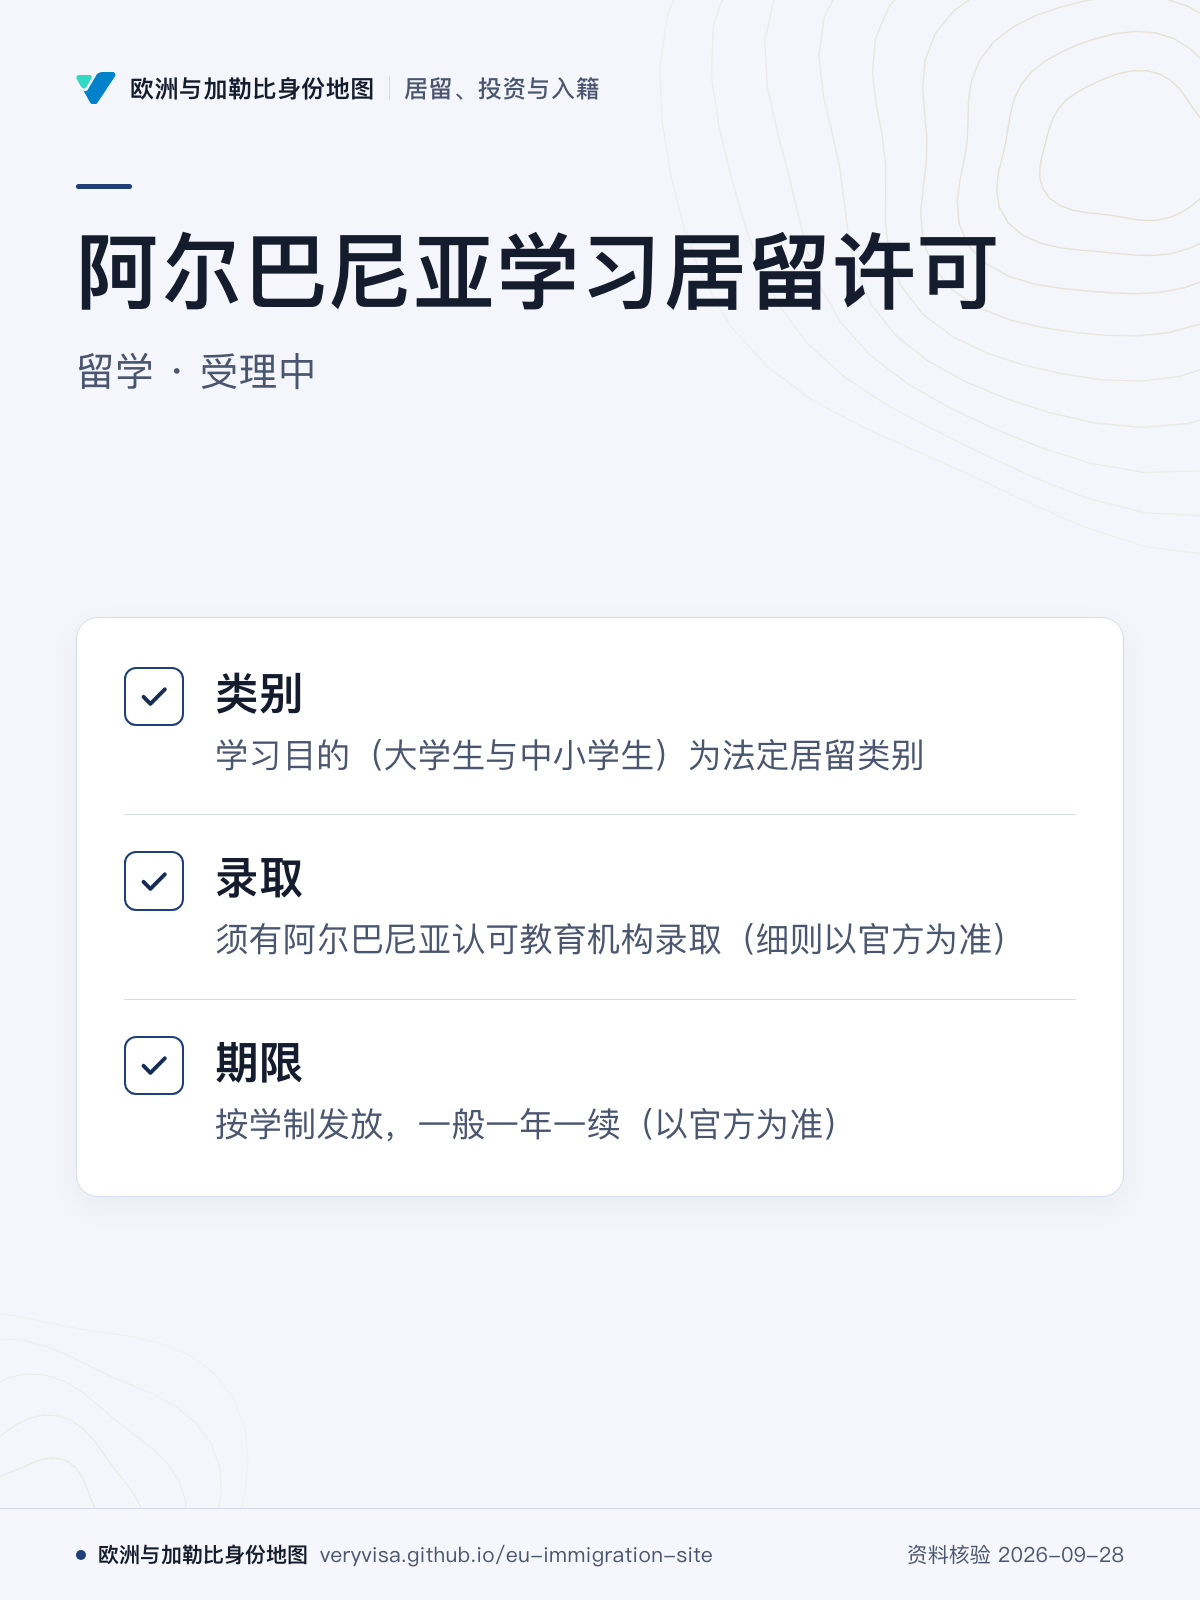 欧洲与加勒比身份地图 居留、投资与入籍
阿尔巴尼亚学习居留许可
留学 · 受理中
类别
学习目的（大学生与中小学生）为法定居留类别
录取
须有阿尔巴尼亚认可教育机构录取（细则以官方为准）
期限
按学制发放，一般一年一续（以官方为准）
欧洲与加勒比身份地图 veryvisa.github.io/eu-immigration-site 资料核验 2026-09-28